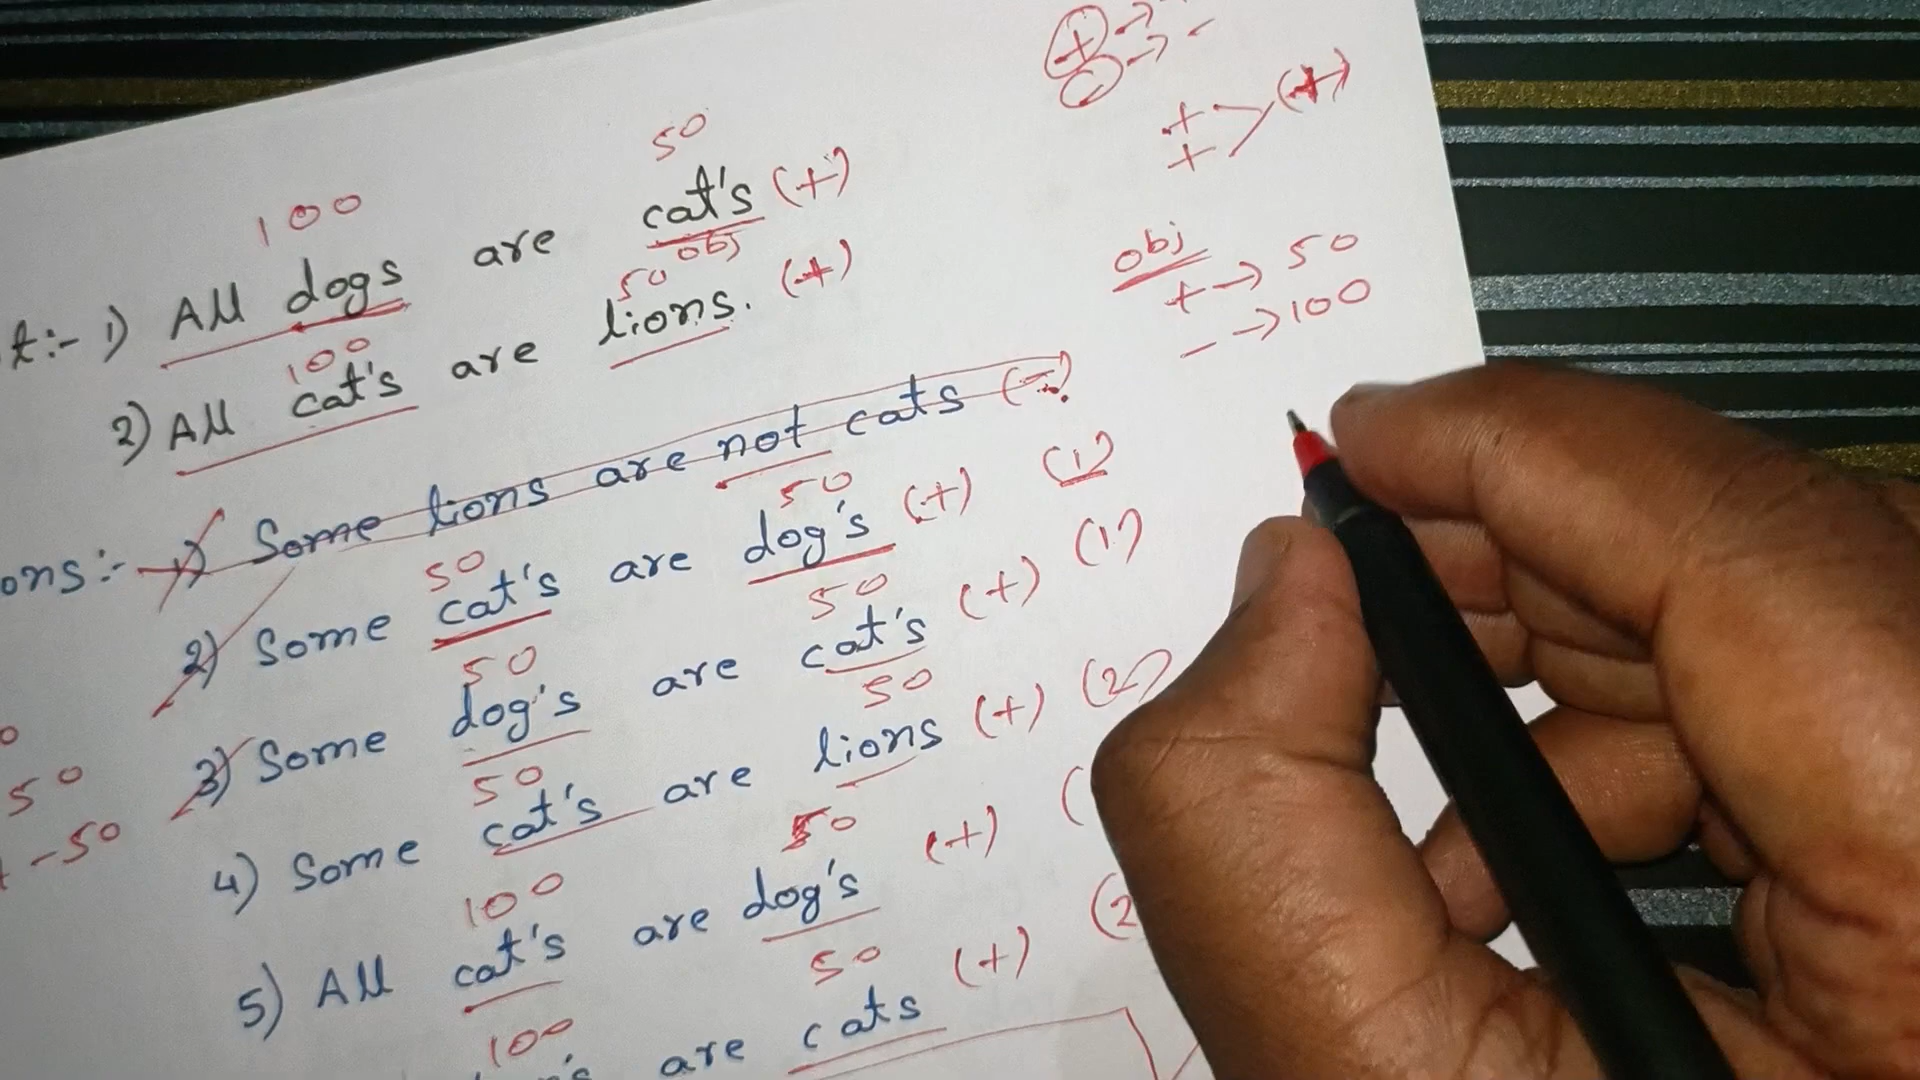 50
100
t:- 1) All dogs are cat's (+)
obj
100
50
2) All cat's are lions. (+)
ons:- 1) Some lions are not cats (-)
50
50
2) Some cat's are dog's (+) (1)
50
50
3) Some dog's are cat's (+) (1)
50
50
4) Some cat's are lions (+) (2)
100
50
5) All cat's are dog's (+)
100
50
are cats (+) (2
+ →
- → -
+
+
(+)
obj
+ → 50
- → 100
50
-50